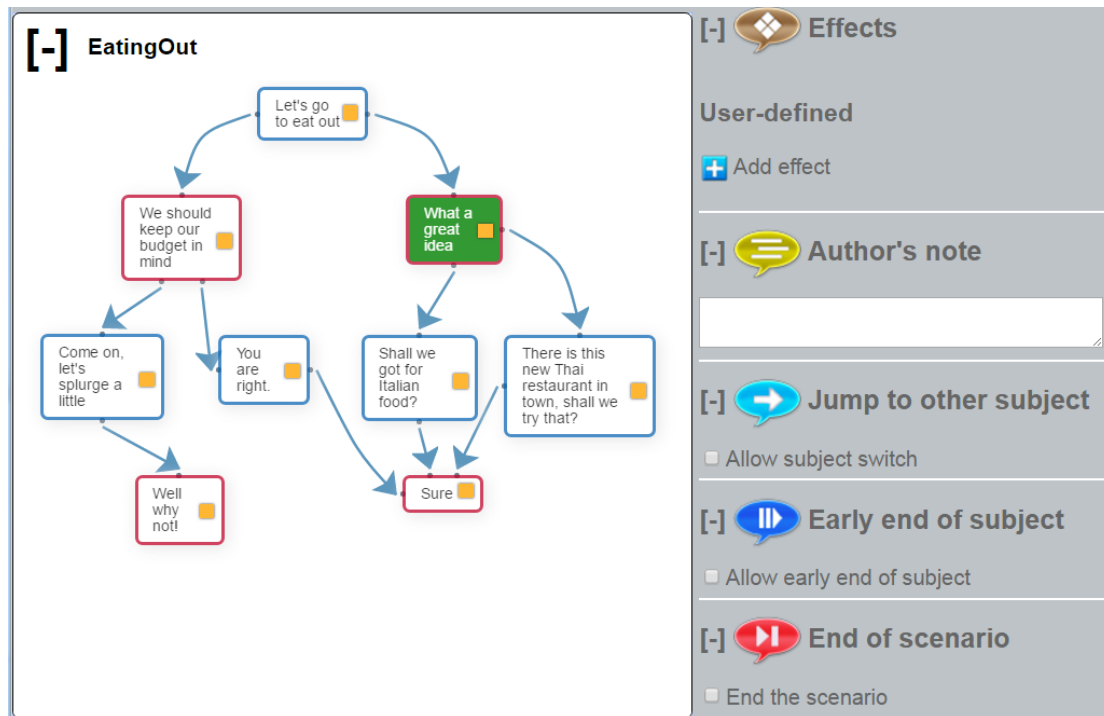 [-] EatingOut
Let's go
to eat out
We should
keep our
budget in
mind
What a
great
idea
Come on,
let's
splurge a
little
You
are
right.
Shall we
got for
Italian
food?
There is this
new Thai
restaurant in
town, shall we
try that?
Well
why
not!
Sure
[-] Effects
User-defined
Add effect
[-] Author's note
[-] Jump to other subject
Allow subject switch
[-] Early end of subject
Allow early end of subject
[-] End of scenario
End the scenario